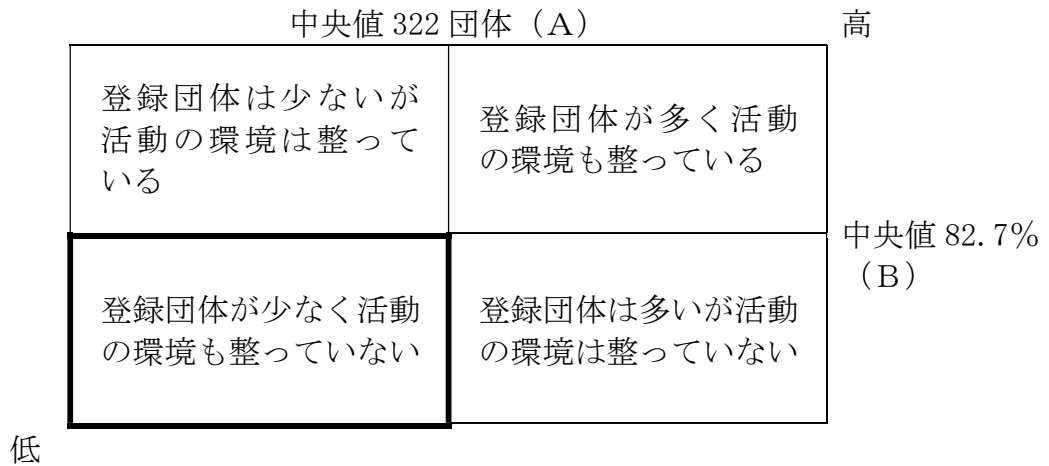 中央値 322 団体（A） 高
登録団体は少ないが
活動の環境は整って
いる
登録団体が多く活動
の環境も整っている
中央値 82.7％
（B）
登録団体が少なく活動
の環境も整っていない
登録団体は多いが活動
の環境は整っていない
低